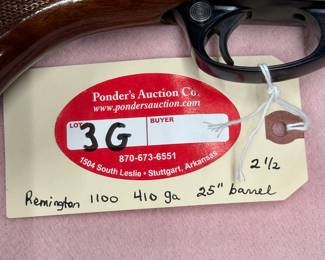 Ponder's Auction Co.
www.pondersauction.com
LOT
BUYER
3G
870-673-6551
1504 South Leslie • Stuttgart, Arkansas
2 1/2
Remington 1100 410 ga 25" barrel